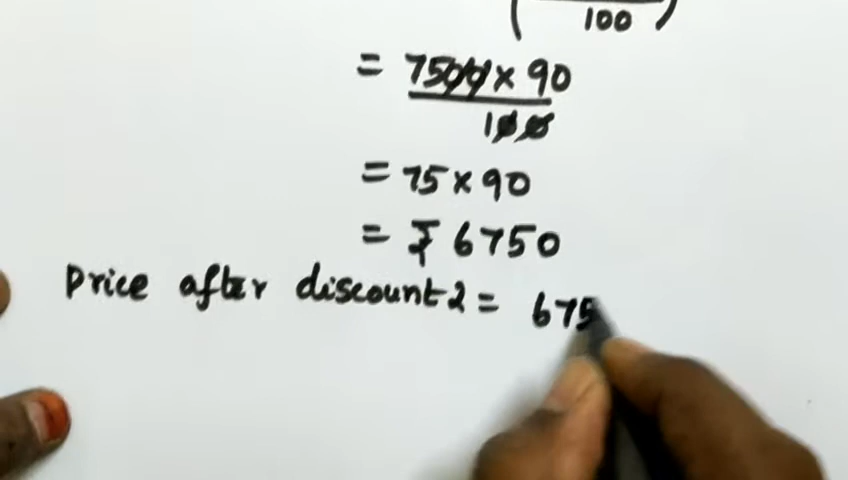 100
= 7500 x 90
100
= 75 x 90
= ₹ 6750
Price after discount 2 = 675